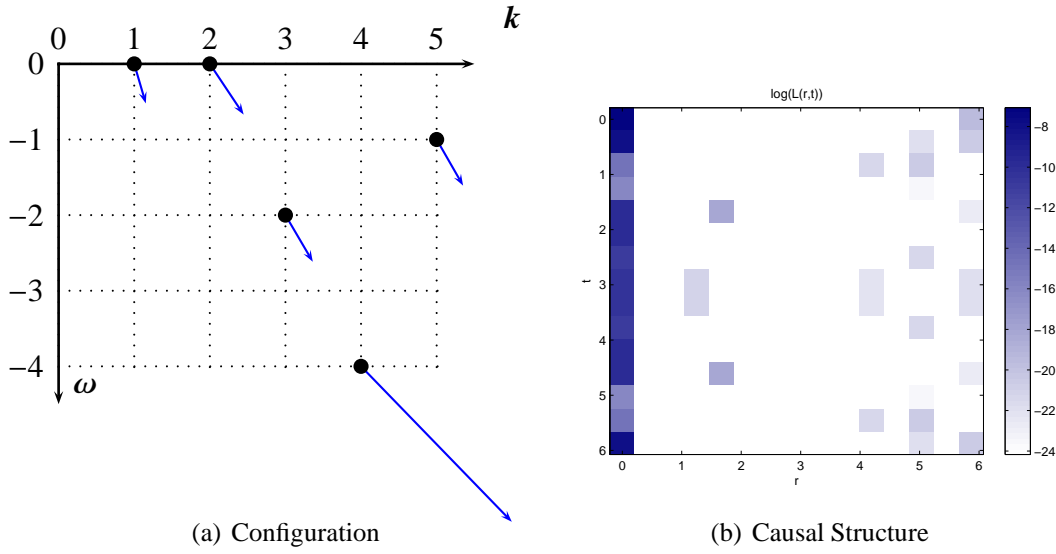 k
0 1 2 3 4 5
0
−1
−2
−3
−4
ω
(a) Configuration
log(L(r,t))
0
1
2
3
4
5
6
t
0 1 2 3 4 5 6
r
−8
−10
−12
−14
−16
−18
−20
−22
−24
(b) Causal Structure